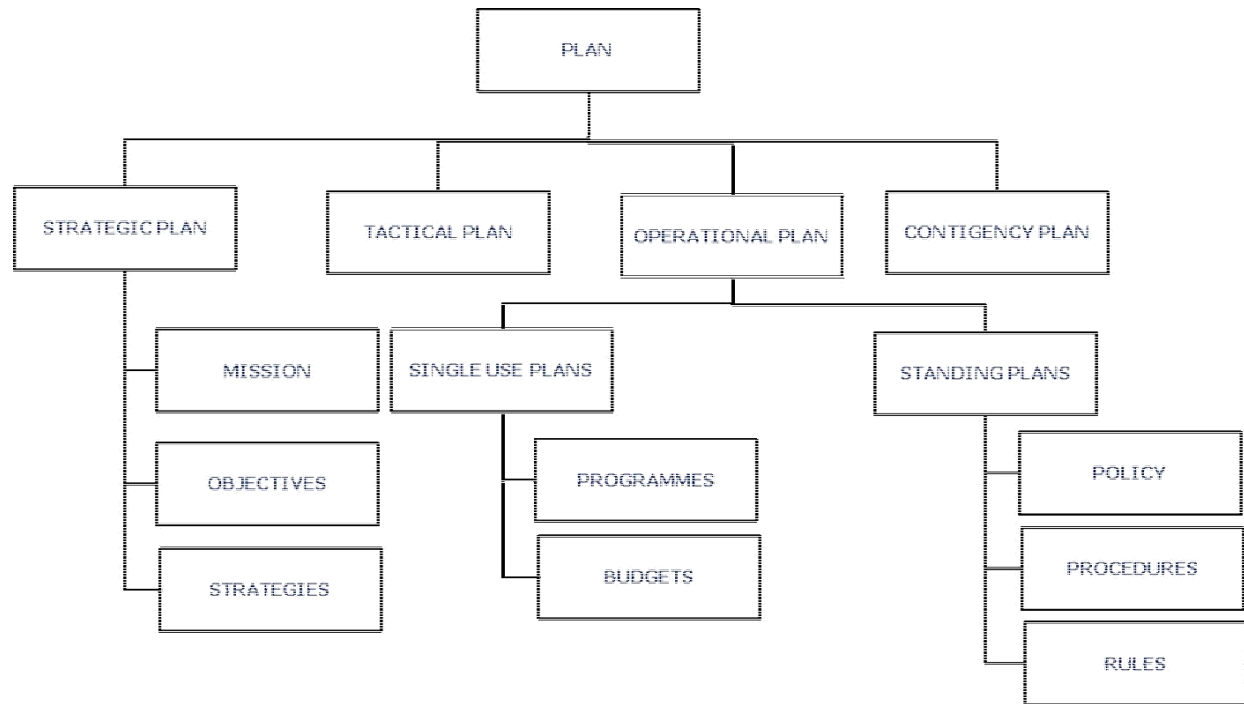 PLAN
STRATEGIC PLAN
TACTICAL PLAN
OPERATIONAL PLAN
CONTIGENCY PLAN
MISSION
SINGLE USE PLANS
STANDING PLANS
OBJECTIVES
PROGRAMMES
POLICY
STRATEGIES
BUDGETS
PROCEDURES
RULES